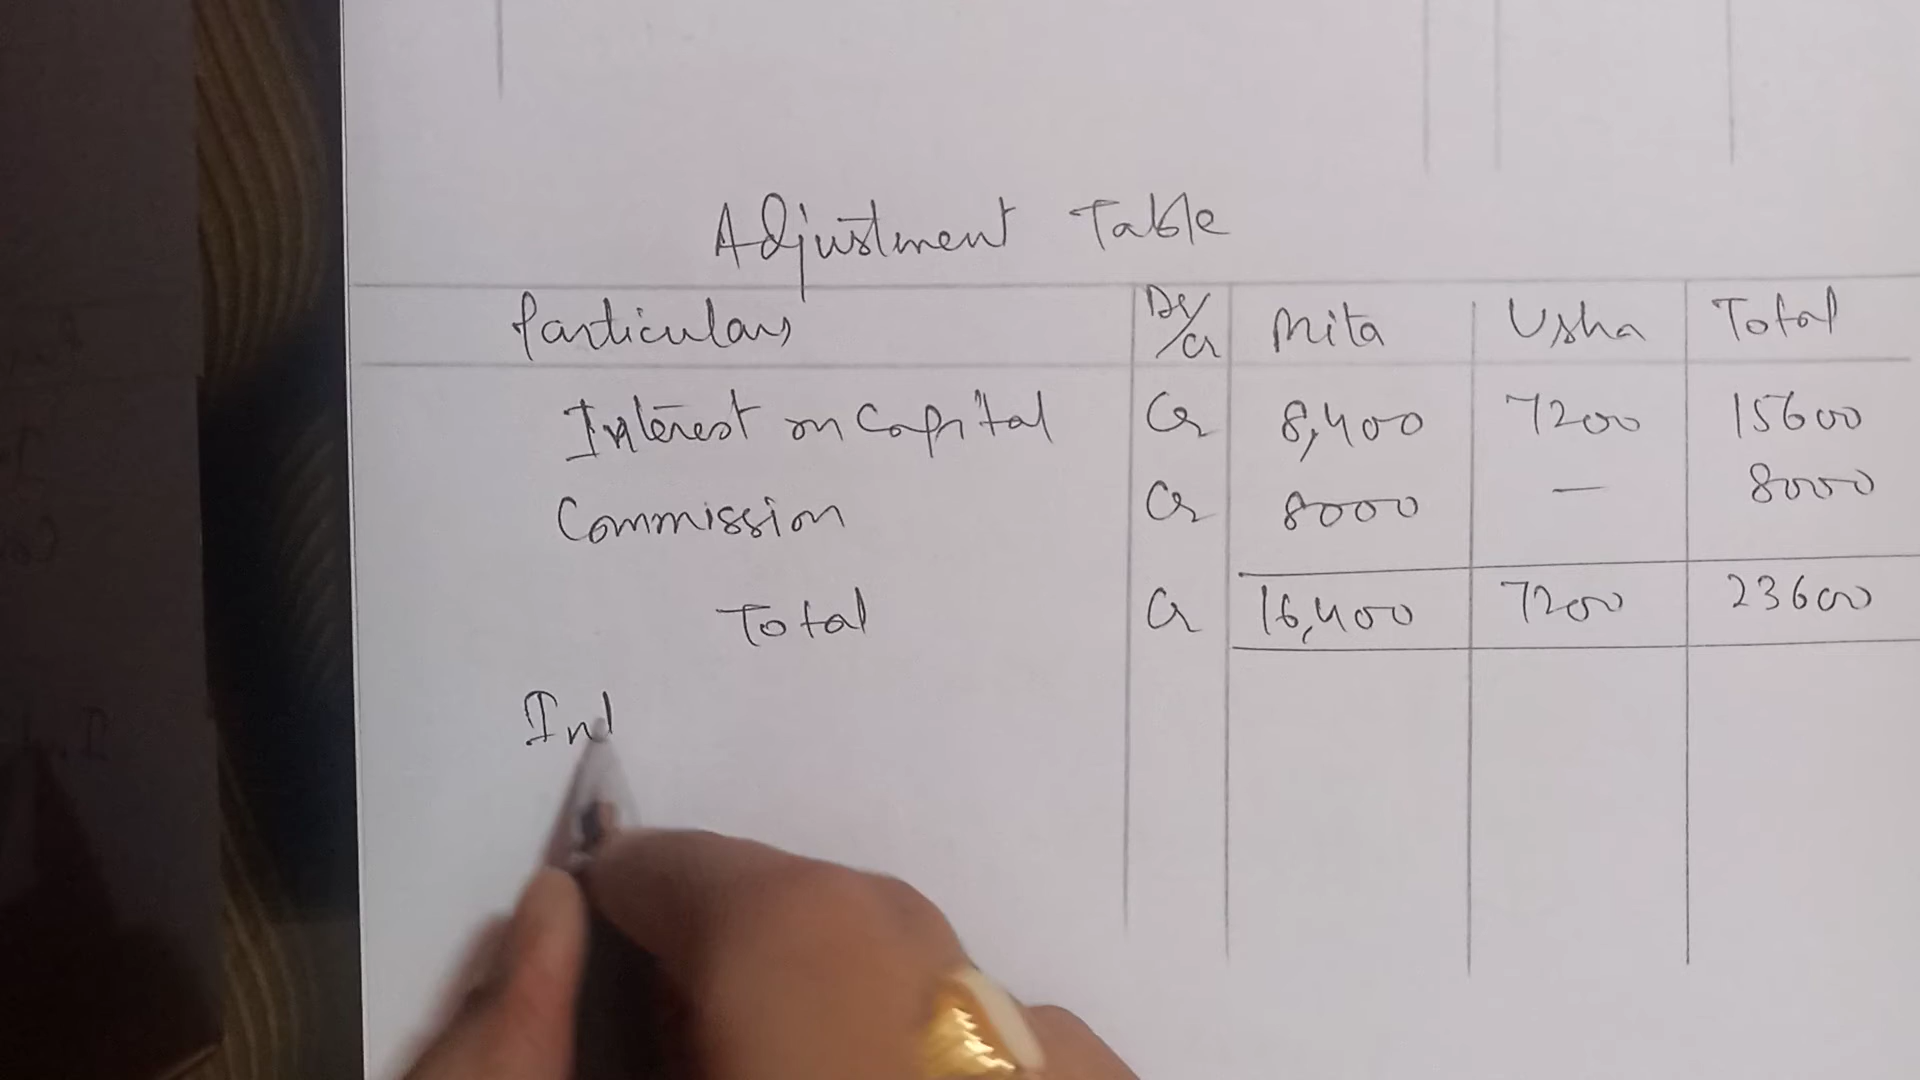 Adjustment Table
Particulars Dr/Cr Mita Usha Total
Interest on Capital Cr 8,400 7200 15600
Commission Cr 8000 — 8000
Total Cr 16,400 7200 23600
Int